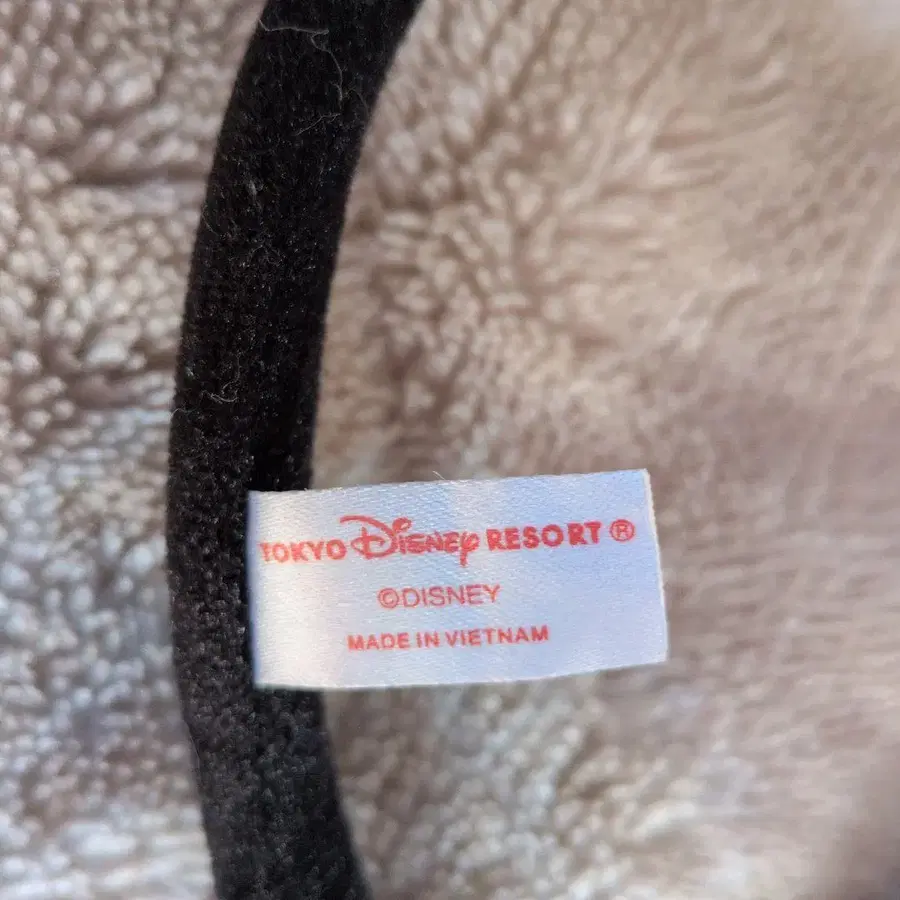 TOKYO Disney RESORT ®
©DISNEY
MADE IN VIETNAM